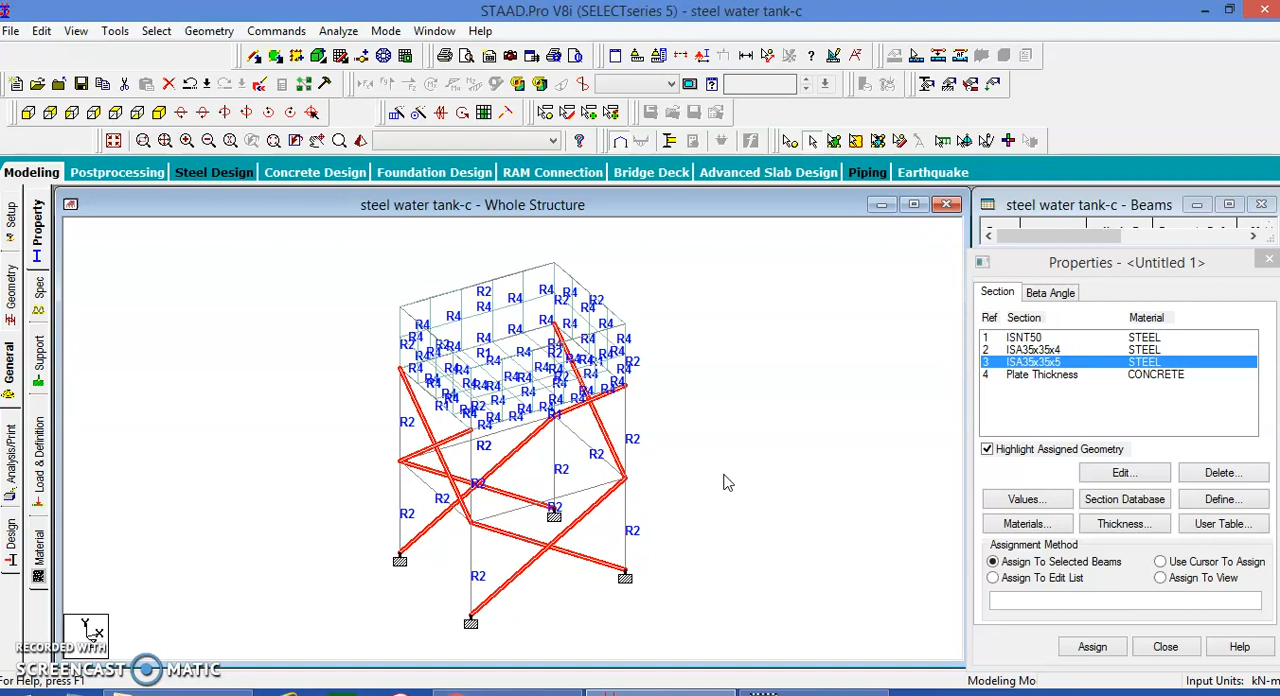 STAAD.Pro V8i (SELECTseries 5) - steel water tank-c
File Edit View Tools Select Geometry Commands Analyze Mode Window Help
Modeling Postprocessing Steel Design Concrete Design Foundation Design RAM Connection Bridge Deck Advanced Slab Design Piping Earthquake
steel water tank-c - Whole Structure
steel water tank-c - Beams
Setup
Geometry
General
Analysis/Print
Design
Property
Spec
Support
Load & Definition
Material
R2
R4
R1
Y
X
Properties - <Untitled 1>
Section Beta Angle
Ref Section Material
1 ISNT50 STEEL
2 ISA35x35x4 STEEL
3 ISA35x35x5 STEEL
4 Plate Thickness CONCRETE
Highlight Assigned Geometry
Edit... Delete...
Values... Section Database Define...
Materials... Thickness... User Table...
Assignment Method
Assign To Selected Beams Use Cursor To Assign
Assign To Edit List Assign To View
Assign Close Help
RECORDED WITH
SCREENCAST MATIC
For Help, press F1
Modeling Mo Input Units: kN-m